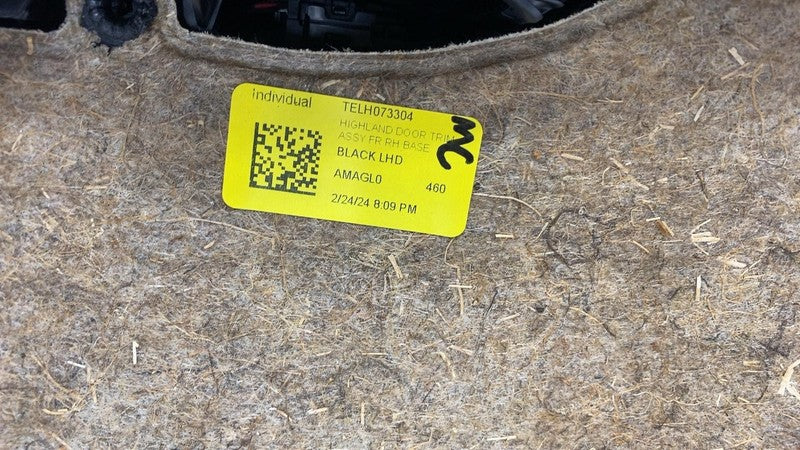 individual TELH073304
HIGHLAND DOOR TRIM
ASSY FR RH BASE
BLACK LHD
AMAGL0 460
2/24/24 8:09 PM
MC